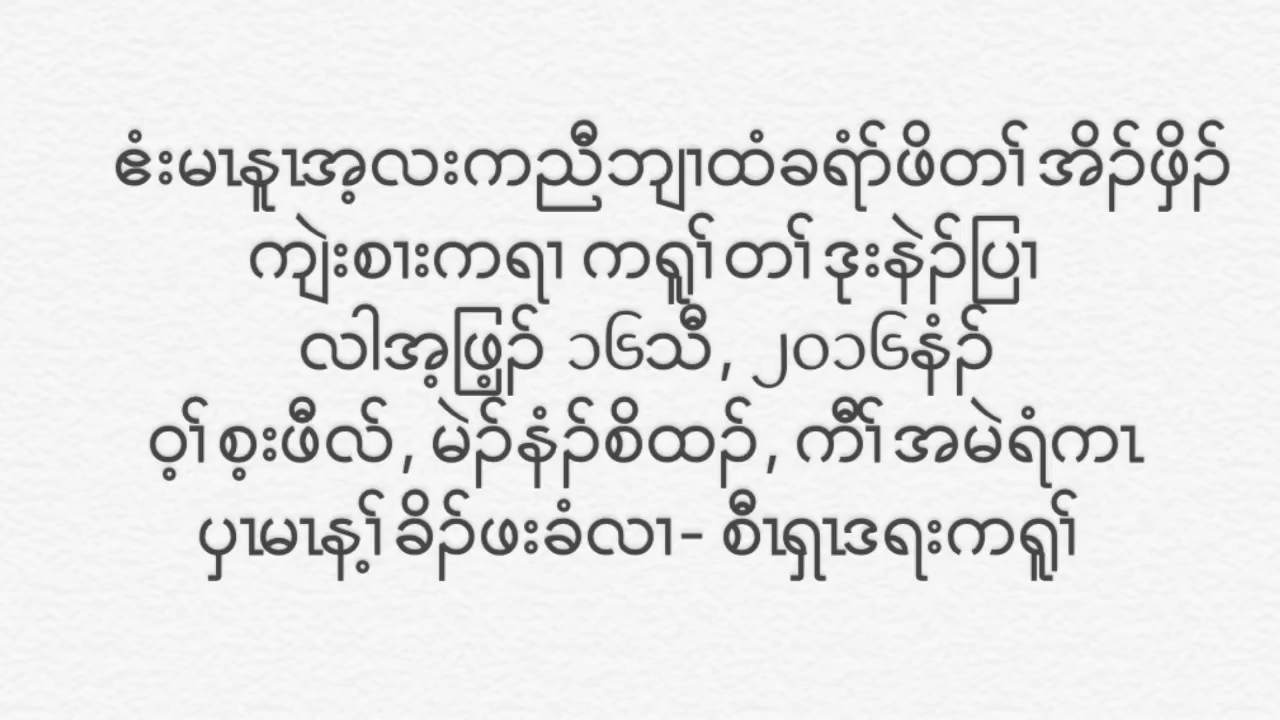 ဧံးမၤနူၤအ့လးကညီဘျၢထံခရံာ်ဖိတၢ်အိၣ်ဖှိၣ်
ကျဲးစၢးကရၢ ကရူၢ်တၢ်ဒုးနဲၣ်ပြၢ
လါအ့ဖြ့ၣ် ၁၆သီ, ၂၀၁၆နံၣ်
ဝ့ၢ်စ့းဖီလ်, မဲၣ်နံၣ်စိထၣ်, ကီၢ်အမဲရံကၤ
ပှၤမၤန့ၢ်ခိၣ်ဖးခံလၢ- စီၤရှၤဒရးကရူၢ်